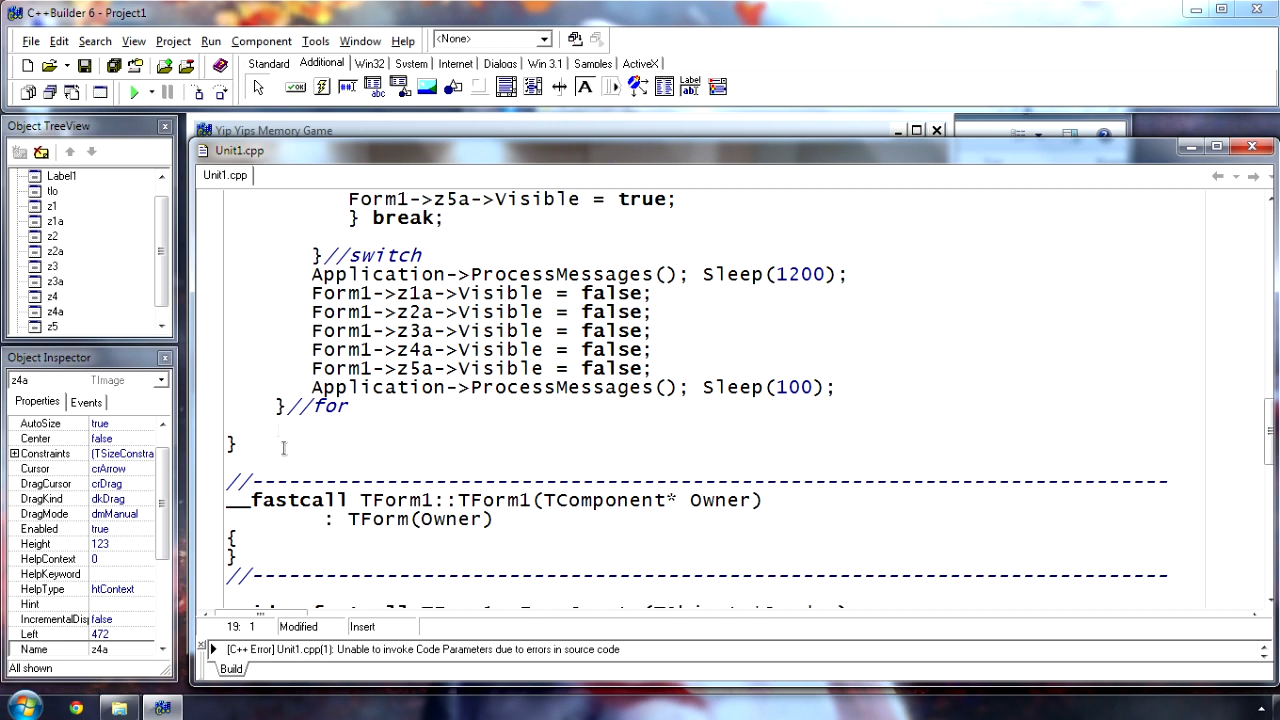 C++Builder 6 - Project1
File Edit Search View Project Run Component Tools Window Help
<None>
Standard Additional Win32 System Internet Dialogs Win 3.1 Samples ActiveX
Object TreeView
Label1
tlo
z1
z1a
z2
z2a
z3
z3a
z4
z4a
z5
Object Inspector
z4a TImage
Properties Events
AutoSize true
Center false
Constraints (TSizeConstra
Cursor crArrow
DragCursor crDrag
DragKind dkDrag
DragMode dmManual
Enabled true
Height 123
HelpContext 0
HelpKeyword
HelpType htContext
Hint
IncrementalDisp false
Left 472
Name z4a
All shown
Yip Yips Memory Game
Unit1.cpp
Unit1.cpp
Form1->z5a->Visible = true;
} break;
}//switch
Application->ProcessMessages(); Sleep(1200);
Form1->z1a->Visible = false;
Form1->z2a->Visible = false;
Form1->z3a->Visible = false;
Form1->z4a->Visible = false;
Form1->z5a->Visible = false;
Application->ProcessMessages(); Sleep(100);
}//for
}
//---------------------------------------------------------------------------
__fastcall TForm1::TForm1(TComponent* Owner)
: TForm(Owner)
{
}
//---------------------------------------------------------------------------
19: 1 Modified Insert
[C++ Error] Unit1.cpp(1): Unable to invoke Code Parameters due to errors in source code
Build